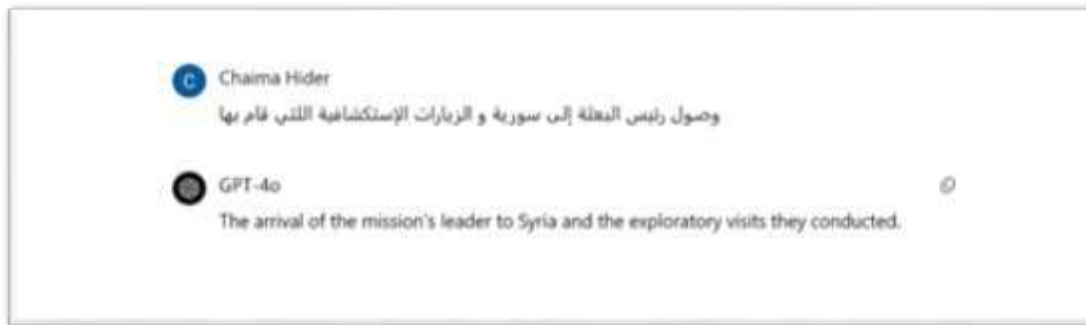 C
Chaima Hider
وصول رئيس البعثة إلى سورية و الزيارات الإستكشافية اللتي قام بها
GPT-4o
The arrival of the mission's leader to Syria and the exploratory visits they conducted.